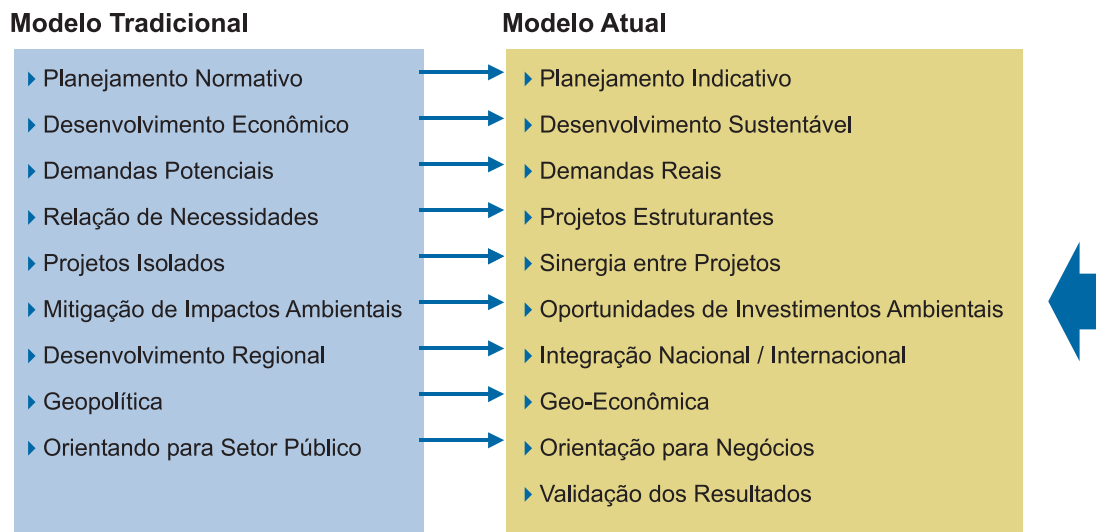 Modelo Tradicional
Planejamento Normativo
Desenvolvimento Econômico
Demandas Potenciais
Relação de Necessidades
Projetos Isolados
Mitigação de Impactos Ambientais
Desenvolvimento Regional
Geopolítica
Orientando para Setor Público
Modelo Atual
Planejamento Indicativo
Desenvolvimento Sustentável
Demandas Reais
Projetos Estruturantes
Sinergia entre Projetos
Oportunidades de Investimentos Ambientais
Integração Nacional / Internacional
Geo-Econômica
Orientação para Negócios
Validação dos Resultados